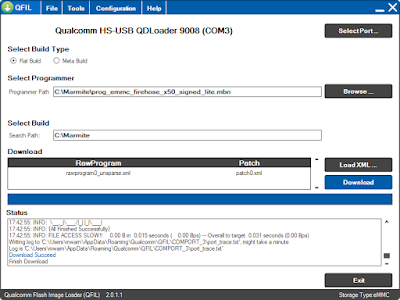 QFIL File Tools Configuration Help
Qualcomm HS-USB QDLoader 9008 (COM3)
Select Port ...
Select Build Type
Flat Build Meta Build
Select Programmer
Programmer Path C:\Marmite\prog_emmc_firehose_x50_signed_lite.mbn
Browse ...
Select Build
Search Path: C:\Marmite
Download
RawProgram Patch
rawprogram0_unsparse.xml patch0.xml
Load XML ...
Download
Status
17:42:55: INFO: \____|\___/|_| |_|\___|
17:42:55: INFO: {All Finished Successfully}
17:42:55: INFO: FILE ACCESS SLOW!!! 0.00 B in 0.015 seconds ( 0.00 Bps) --- Overall to target 0.031 seconds (0.00 Bps)
Writing log to 'C:\Users\mwam\AppData\Roaming\Qualcomm\QFIL\COMPORT_3\port_trace.txt', might take a minute
Log is 'C:\Users\mwam\AppData\Roaming\Qualcomm\QFIL\COMPORT_3\port_trace.txt'
Download Succeed
Finish Download
Exit
Qualcomm Flash Image Loader (QFIL) 2.0.1.1 Storage Type:eMMC